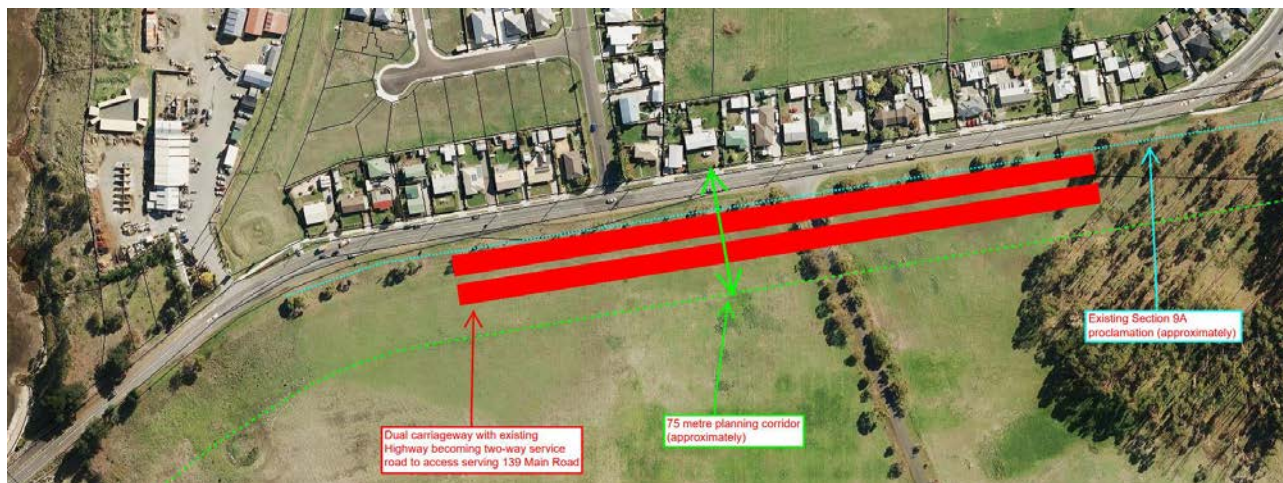 Existing Section 9A
proclamation (approximately)
75 metre planning corridor
(approximately)
Dual carriageway with existing
Highway becoming two-way service
road to access serving 139 Main Road